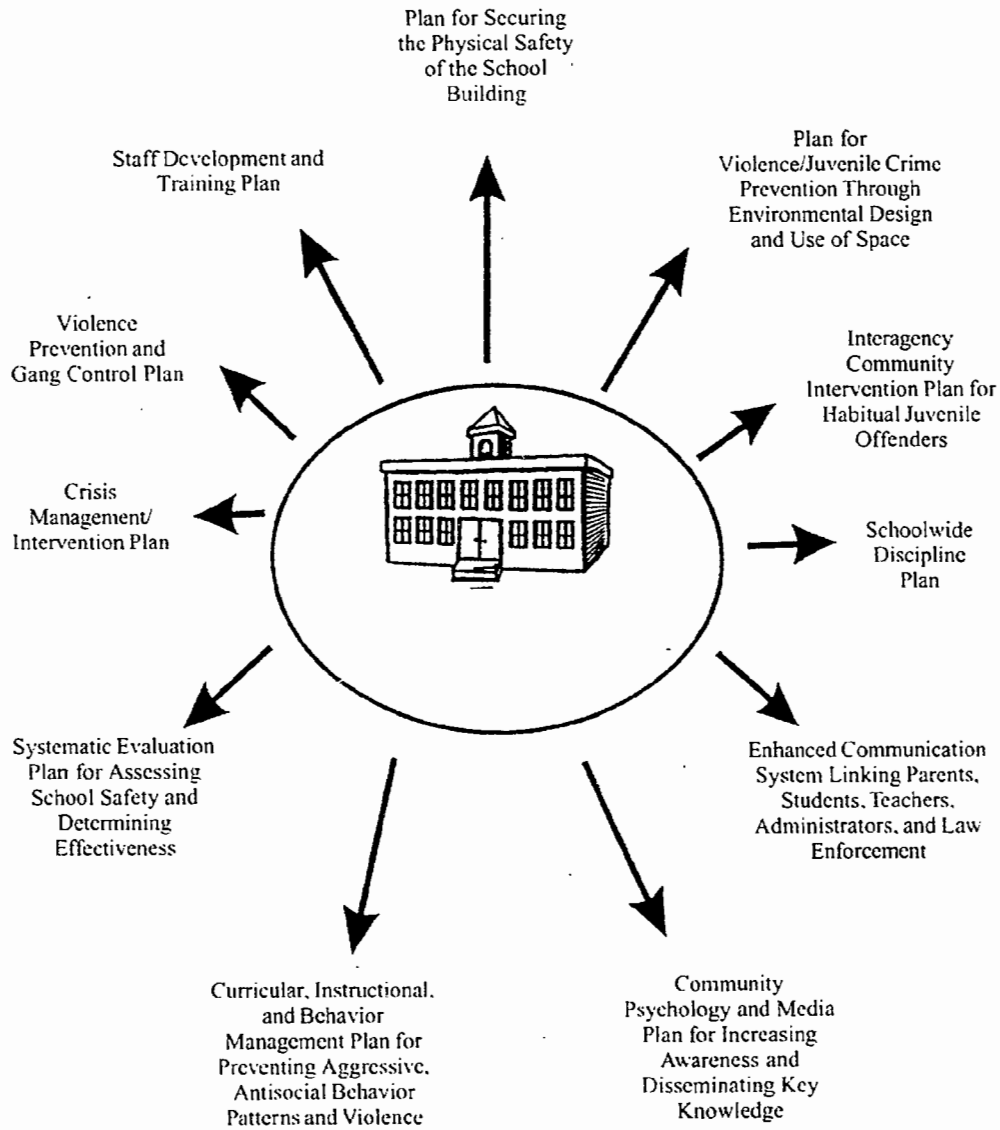 Plan for Securing
the Physical Safety
of the School
Building
Plan for
Violence/Juvenile Crime
Prevention Through
Environmental Design
and Use of Space
Interagency
Community
Intervention Plan for
Habitual Juvenile
Offenders
Schoolwide
Discipline
Plan
Enhanced Communication
System Linking Parents,
Students, Teachers,
Administrators, and Law
Enforcement
Community
Psychology and Media
Plan for Increasing
Awareness and
Disseminating Key
Knowledge
Curricular, Instructional,
and Behavior
Management Plan for
Preventing Aggressive,
Antisocial Behavior
Patterns and Violence
Systematic Evaluation
Plan for Assessing
School Safety and
Determining
Effectiveness
Crisis
Management/
Intervention Plan
Violence
Prevention and
Gang Control Plan
Staff Development and
Training Plan